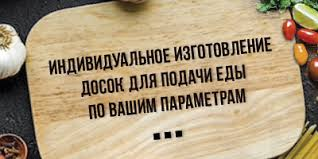 ИНДИВИДУАЛЬНОЕ ИЗГОТОВЛЕНИЕ
ДОСОК ДЛЯ ПОДАЧИ ЕДЫ
ПО ВАШИМ ПАРАМЕТРАМ
...